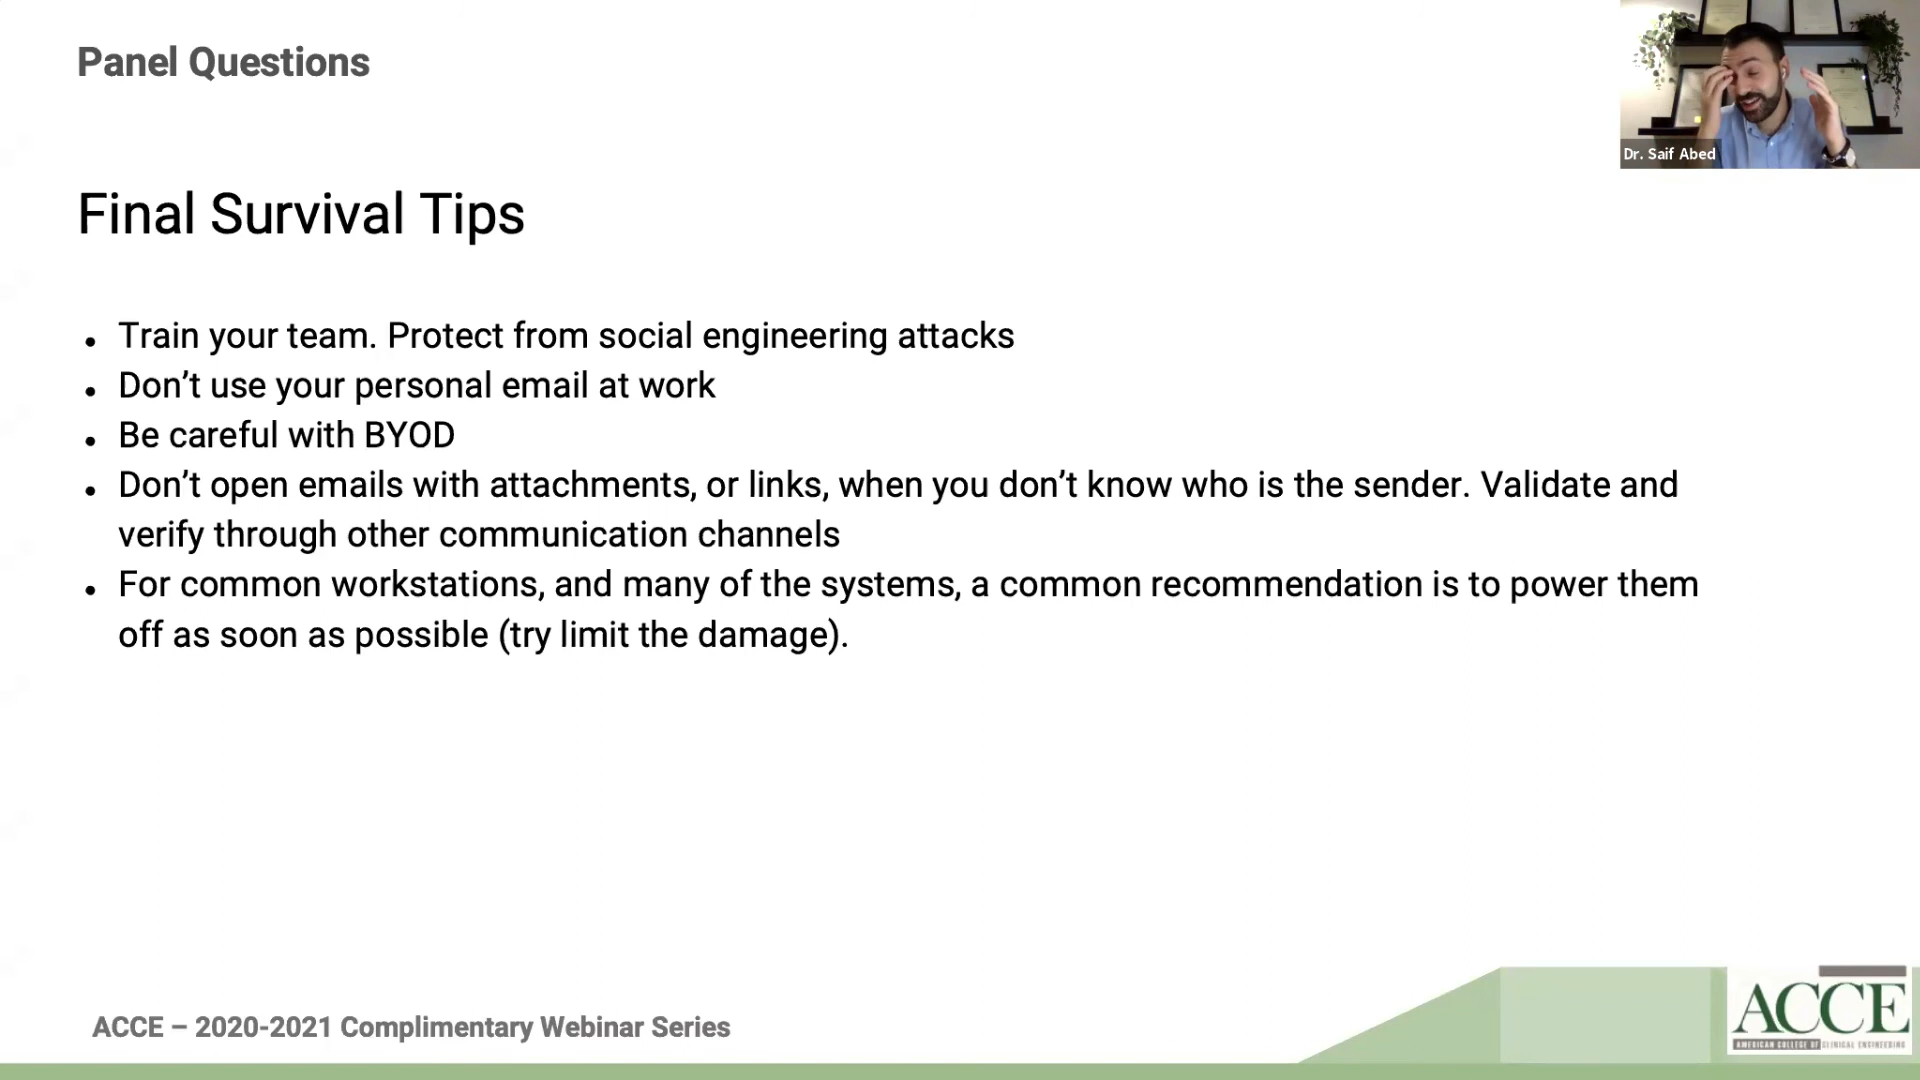 Panel Questions
Dr. Saif Abed
Final Survival Tips
Train your team. Protect from social engineering attacks
Don’t use your personal email at work
Be careful with BYOD
Don’t open emails with attachments, or links, when you don’t know who is the sender. Validate and
verify through other communication channels
For common workstations, and many of the systems, a common recommendation is to power them
off as soon as possible (try limit the damage).
ACCE – 2020-2021 Complimentary Webinar Series
ACCE
AMERICAN COLLEGE OF CLINICAL ENGINEERING